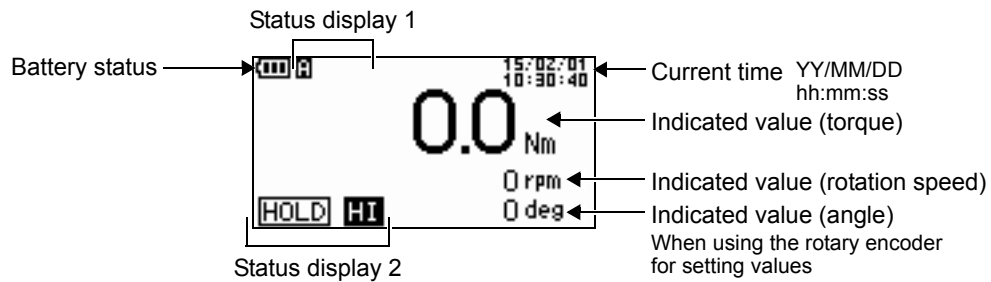 Status display 1
Battery status
A
15/02/01
10:30:40
Current time YY/MM/DD
hh:mm:ss
0.0 Nm
Indicated value (torque)
0 rpm
Indicated value (rotation speed)
HOLD HI
0 deg
Indicated value (angle)
When using the rotary encoder
for setting values
Status display 2